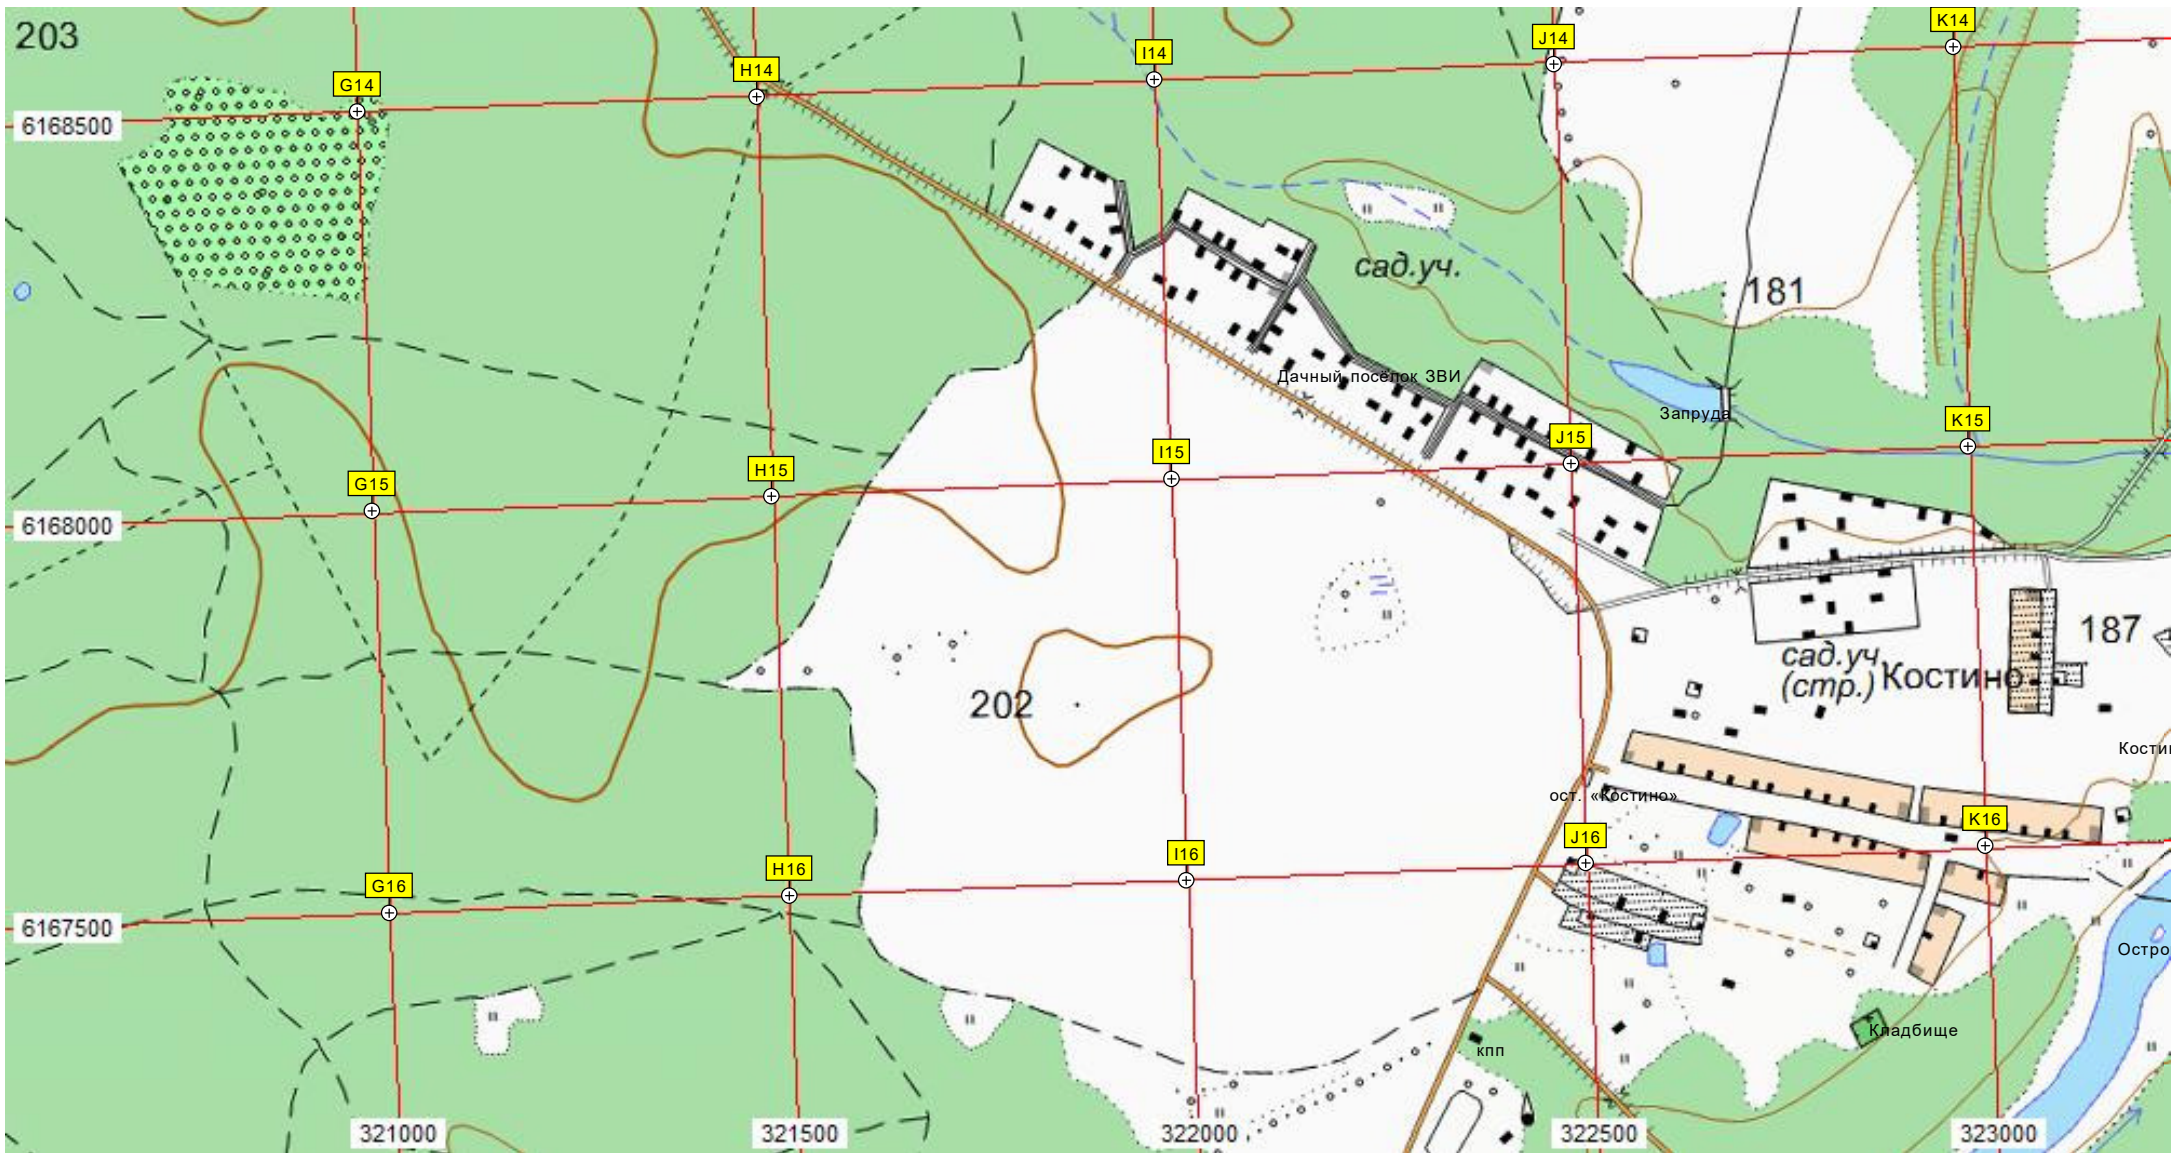 203
K14
J14
I14
H14
G14
6168500
сад.уч.
181
Дачный посёлок ЗВИ
Запруда
K15
J15
I15
H15
G15
6168000
187
сад.уч.
(стр.)
Костино
202
ост. «Костино»
K16
J16
I16
H16
G16
6167500
Кладбище
кпп
321000
321500
322000
322500
323000